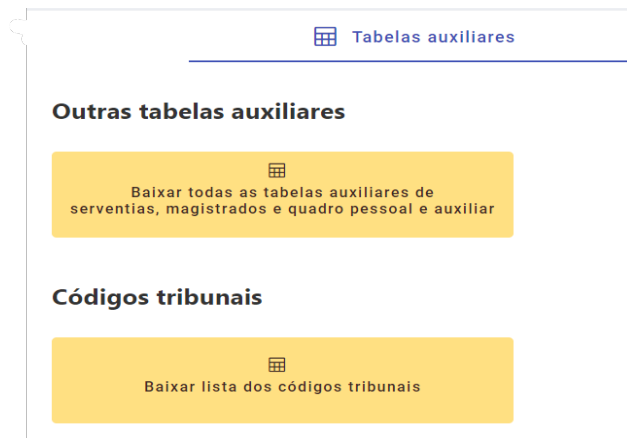 Tabelas auxiliares
Outras tabelas auxiliares
Baixar todas as tabelas auxiliares de
serventias, magistrados e quadro pessoal e auxiliar
Códigos tribunais
Baixar lista dos códigos tribunais